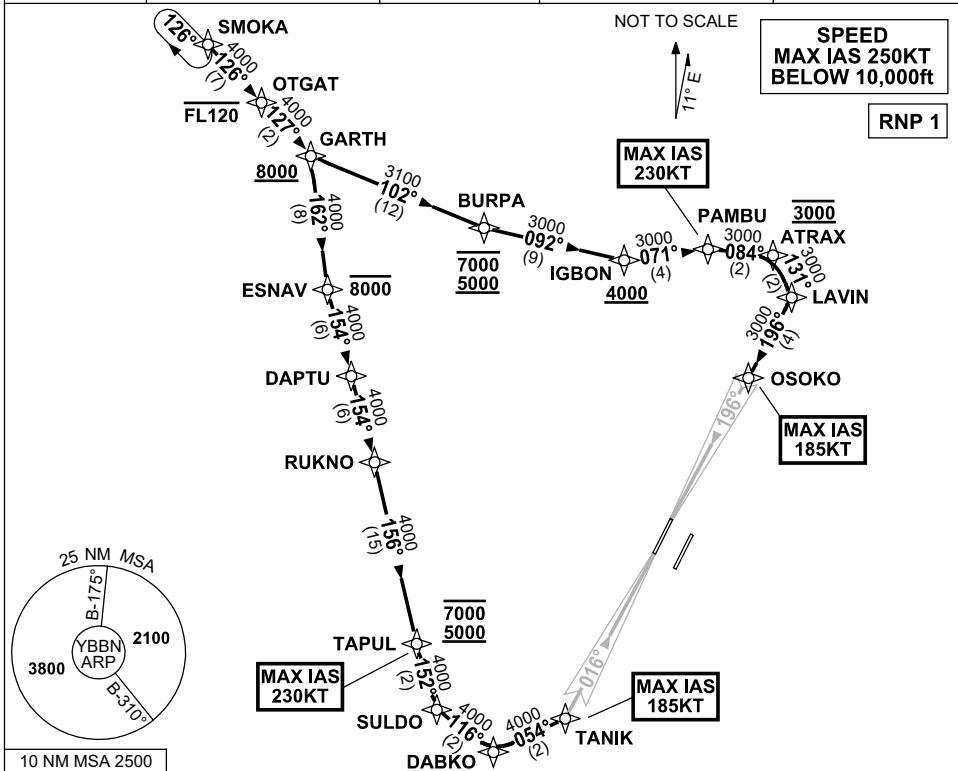 SMOKA
126°
4000
126°
(7)
OTGAT
FL120
4000
127°
(2)
GARTH
8000
NOT TO SCALE
11° E
SPEED
MAX IAS 250KT
BELOW 10,000ft
RNP 1
3100
102°
(12)
BURPA
7000
5000
3000
092°
(9)
IGBON
4000
3000
071°
(4)
MAX IAS
230KT
PAMBU
3000
084°
(2)
3000
ATRAX
3000
131°
(2)
LAVIN
3000
196°
(4)
OSOKO
MAX IAS
185KT
196°
4000
162°
(8)
ESNAV
8000
4000
154°
(6)
DAPTU
4000
154°
(6)
RUKNO
4000
156°
(15)
7000
5000
TAPUL
MAX IAS
230KT
4000
152°
(2)
SULDO
4000
116°
(2)
DABKO
4000
054°
(2)
TANIK
MAX IAS
185KT
016°
25 NM MSA
B-175°
YBBN
ARP
2100
3800
B-310°
10 NM MSA 2500